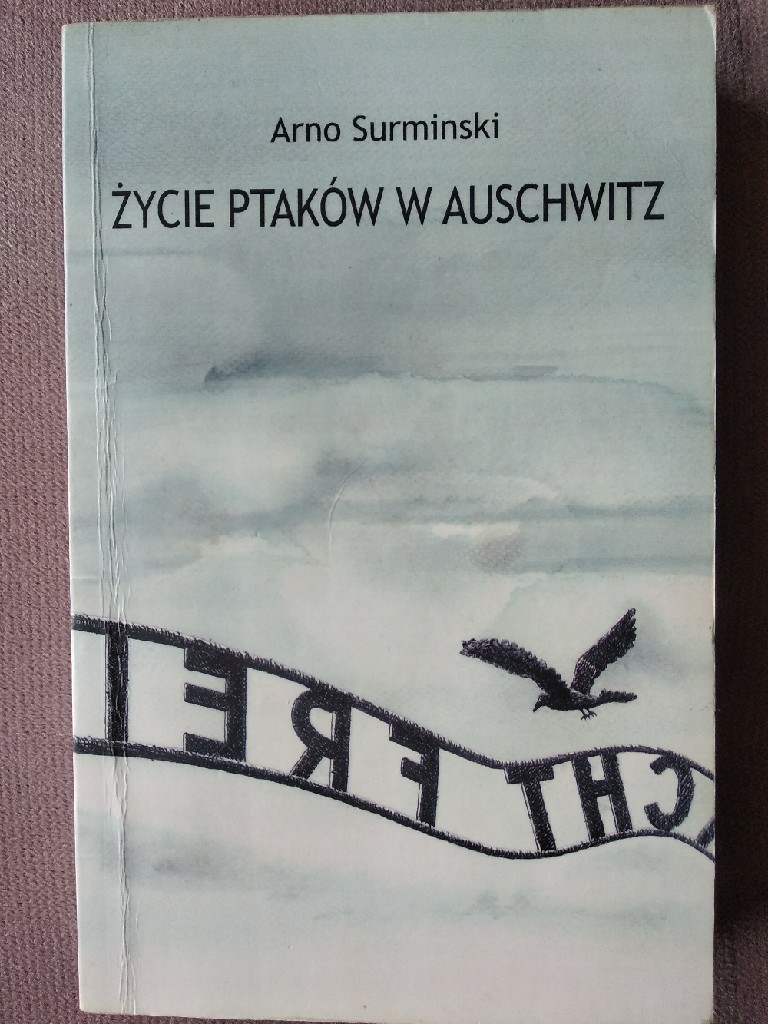 Arno Surminski
ŻYCIE PTAKÓW W AUSCHWITZ
I E R F T H C